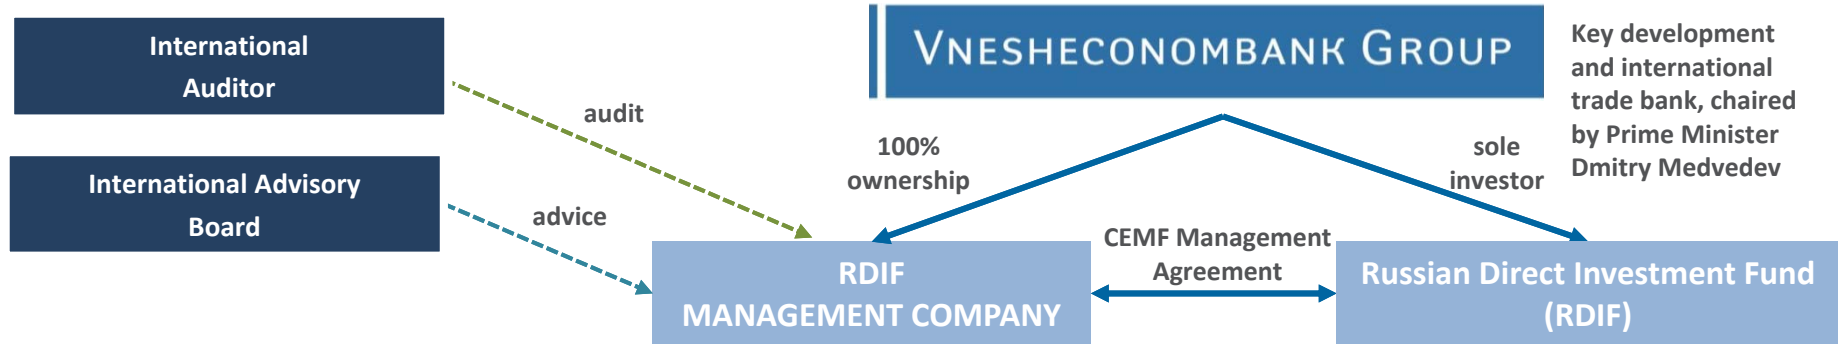 International
Auditor
International Advisory
Board
audit
advice
VNESHECONOMBANK GROUP
Key development
and international
trade bank, chaired
by Prime Minister
Dmitry Medvedev
100%
ownership
sole
investor
CEMF Management
Agreement
RDIF
MANAGEMENT COMPANY
Russian Direct Investment Fund
(RDIF)